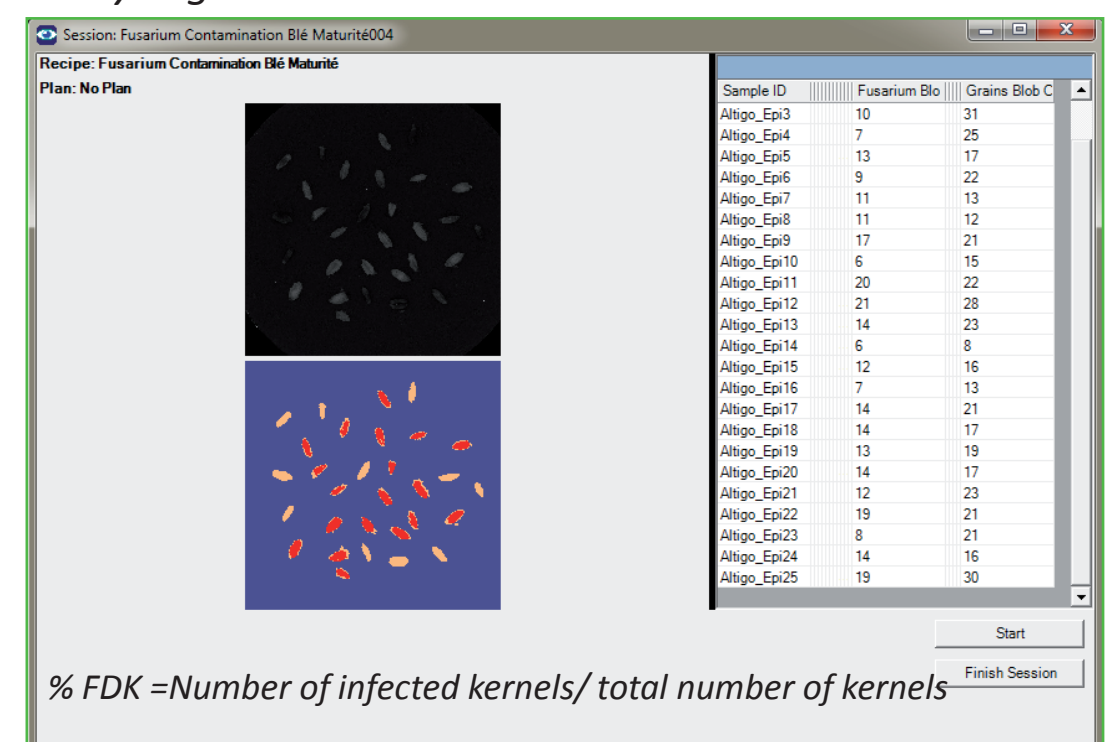 Session: Fusarium Contamination Blé Maturité004
Recipe: Fusarium Contamination Blé Maturité
Plan: No Plan
Sample ID Fusarium Blo Grains Blob C
Altigo_Epi3 10 31
Altigo_Epi4 7 25
Altigo_Epi5 13 17
Altigo_Epi6 9 22
Altigo_Epi7 11 13
Altigo_Epi8 11 12
Altigo_Epi9 17 21
Altigo_Epi10 6 15
Altigo_Epi11 20 22
Altigo_Epi12 21 28
Altigo_Epi13 14 23
Altigo_Epi14 6 8
Altigo_Epi15 12 16
Altigo_Epi16 7 13
Altigo_Epi17 14 21
Altigo_Epi18 14 17
Altigo_Epi19 13 19
Altigo_Epi20 14 17
Altigo_Epi21 12 23
Altigo_Epi22 19 21
Altigo_Epi23 8 21
Altigo_Epi24 14 16
Altigo_Epi25 19 30
Start
Finish Session
% FDK =Number of infected kernels/ total number of kernels